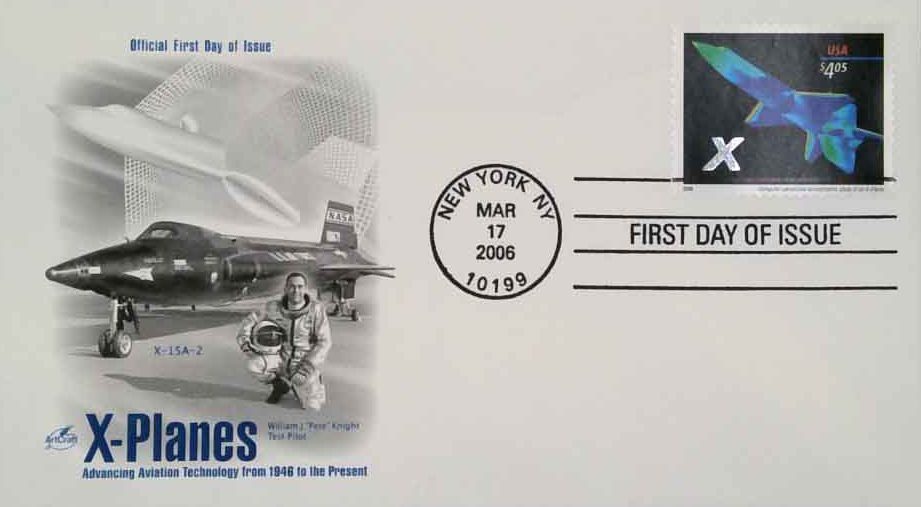 Official First Day of Issue
USA
$4.05
X
NEW YORK NY
MAR
17
2006
10199
FIRST DAY OF ISSUE
NASA
X-15A-2
William J. "Pete" Knight
Test Pilot
ArtCraft
X-Planes
Advancing Aviation Technology from 1946 to the Present